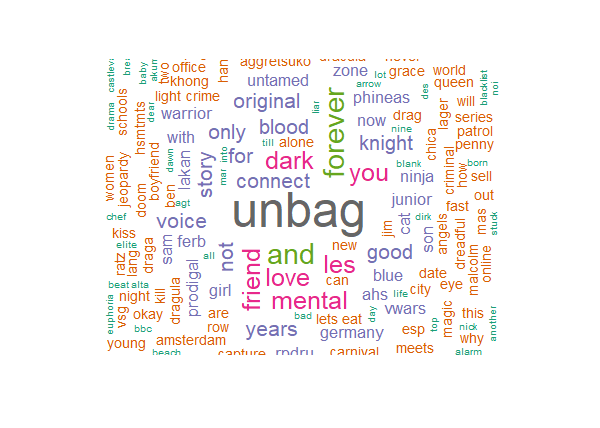 dracula never
aggretsuko
castleva
breu
baby
akum
two
office
khong
han
untamed
zone
lot
grace
world
queen
blacklist
noi
arrow
des
drama
schools
hsmtmts
dear
light crime
original
liar
phineas
drag
lager
will
series
warrior
only
blood
forever
now
nine
chica
patrol
with
till
alone
knight
penny
women
jeopardy
doom
boyfriend
dawn
lakan
story
for
into
mar
dark
you
blank
criminal
born
how
ben
agt
connect
ninja
sell
unbag
junior
out
chef
voice
cat
dirk
fast
mas
stuck
kiss
elite
sam
ferb
not
and
new
jim
son
angels
dreadful
ratz
lang
draga
all
friend
love
les
good
malcolm
online
beat
alta
prodigal
can
blue
date
eye
euphoria
night
kill
dragula
girl
mental
ahs
life
city
vsg
okay
are
bad
lets eat
day
vwars
magic
this
another
bbc
row
years
germany
esp
top
nick
why
young
amsterdam
meets
alarm
beach
capture
rpdru
carnival